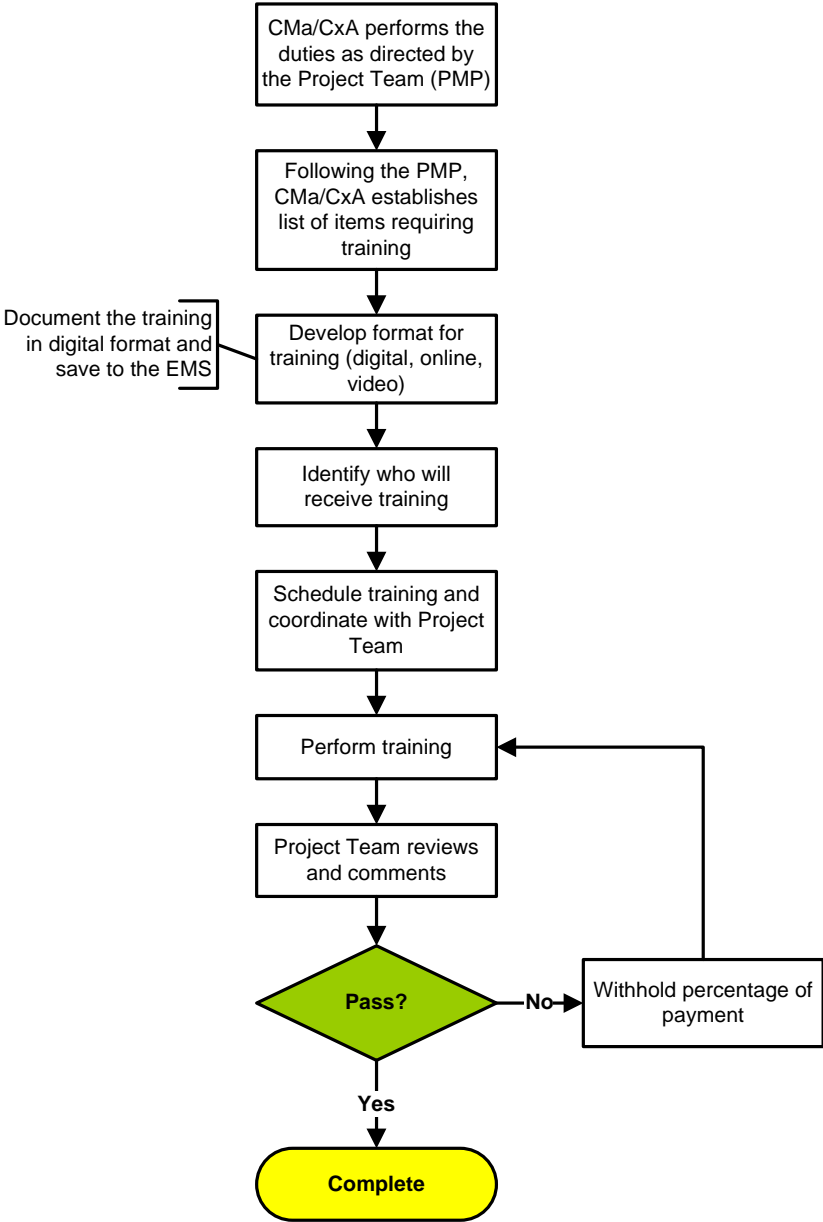 CMa/CxA performs the
duties as directed by
the Project Team (PMP)
Following the PMP,
CMa/CxA establishes
list of items requiring
training
Document the training
in digital format and
save to the EMS
Develop format for
training (digital, online,
video)
Identify who will
receive training
Schedule training and
coordinate with Project
Team
Perform training
Project Team reviews
and comments
Pass?
No
Withhold percentage of
payment
Yes
Complete